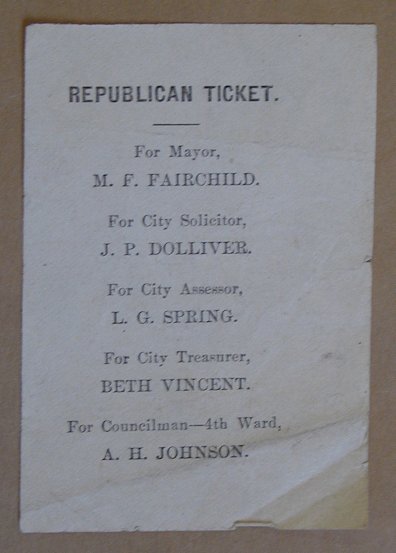 REPUBLICAN TICKET.
For Mayor,
M. F. FAIRCHILD.
For City Solicitor,
J. P. DOLLIVER.
For City Assessor,
L. G. SPRING.
For City Treasurer,
BETH VINCENT.
For Councilman—4th Ward,
A. H. JOHNSON.